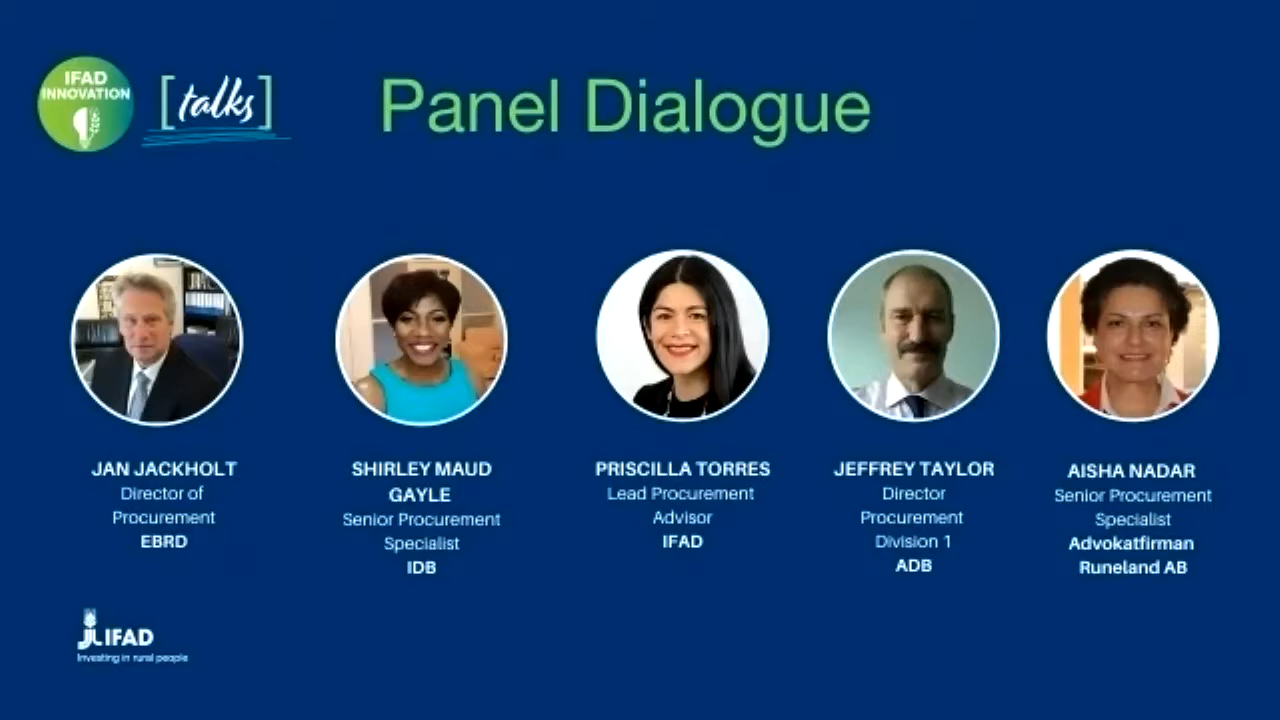 IFAD
INNOVATION
[talks]
Panel Dialogue
JAN JACKHOLT
Director of
Procurement
EBRD
SHIRLEY MAUD
GAYLE
Senior Procurement
Specialist
IDB
PRISCILLA TORRES
Lead Procurement
Advisor
IFAD
JEFFREY TAYLOR
Director
Procurement
Division 1
ADB
AISHA NADAR
Senior Procurement
Specialist
Advokatfirman
Runeland AB
IFAD
Investing in rural people